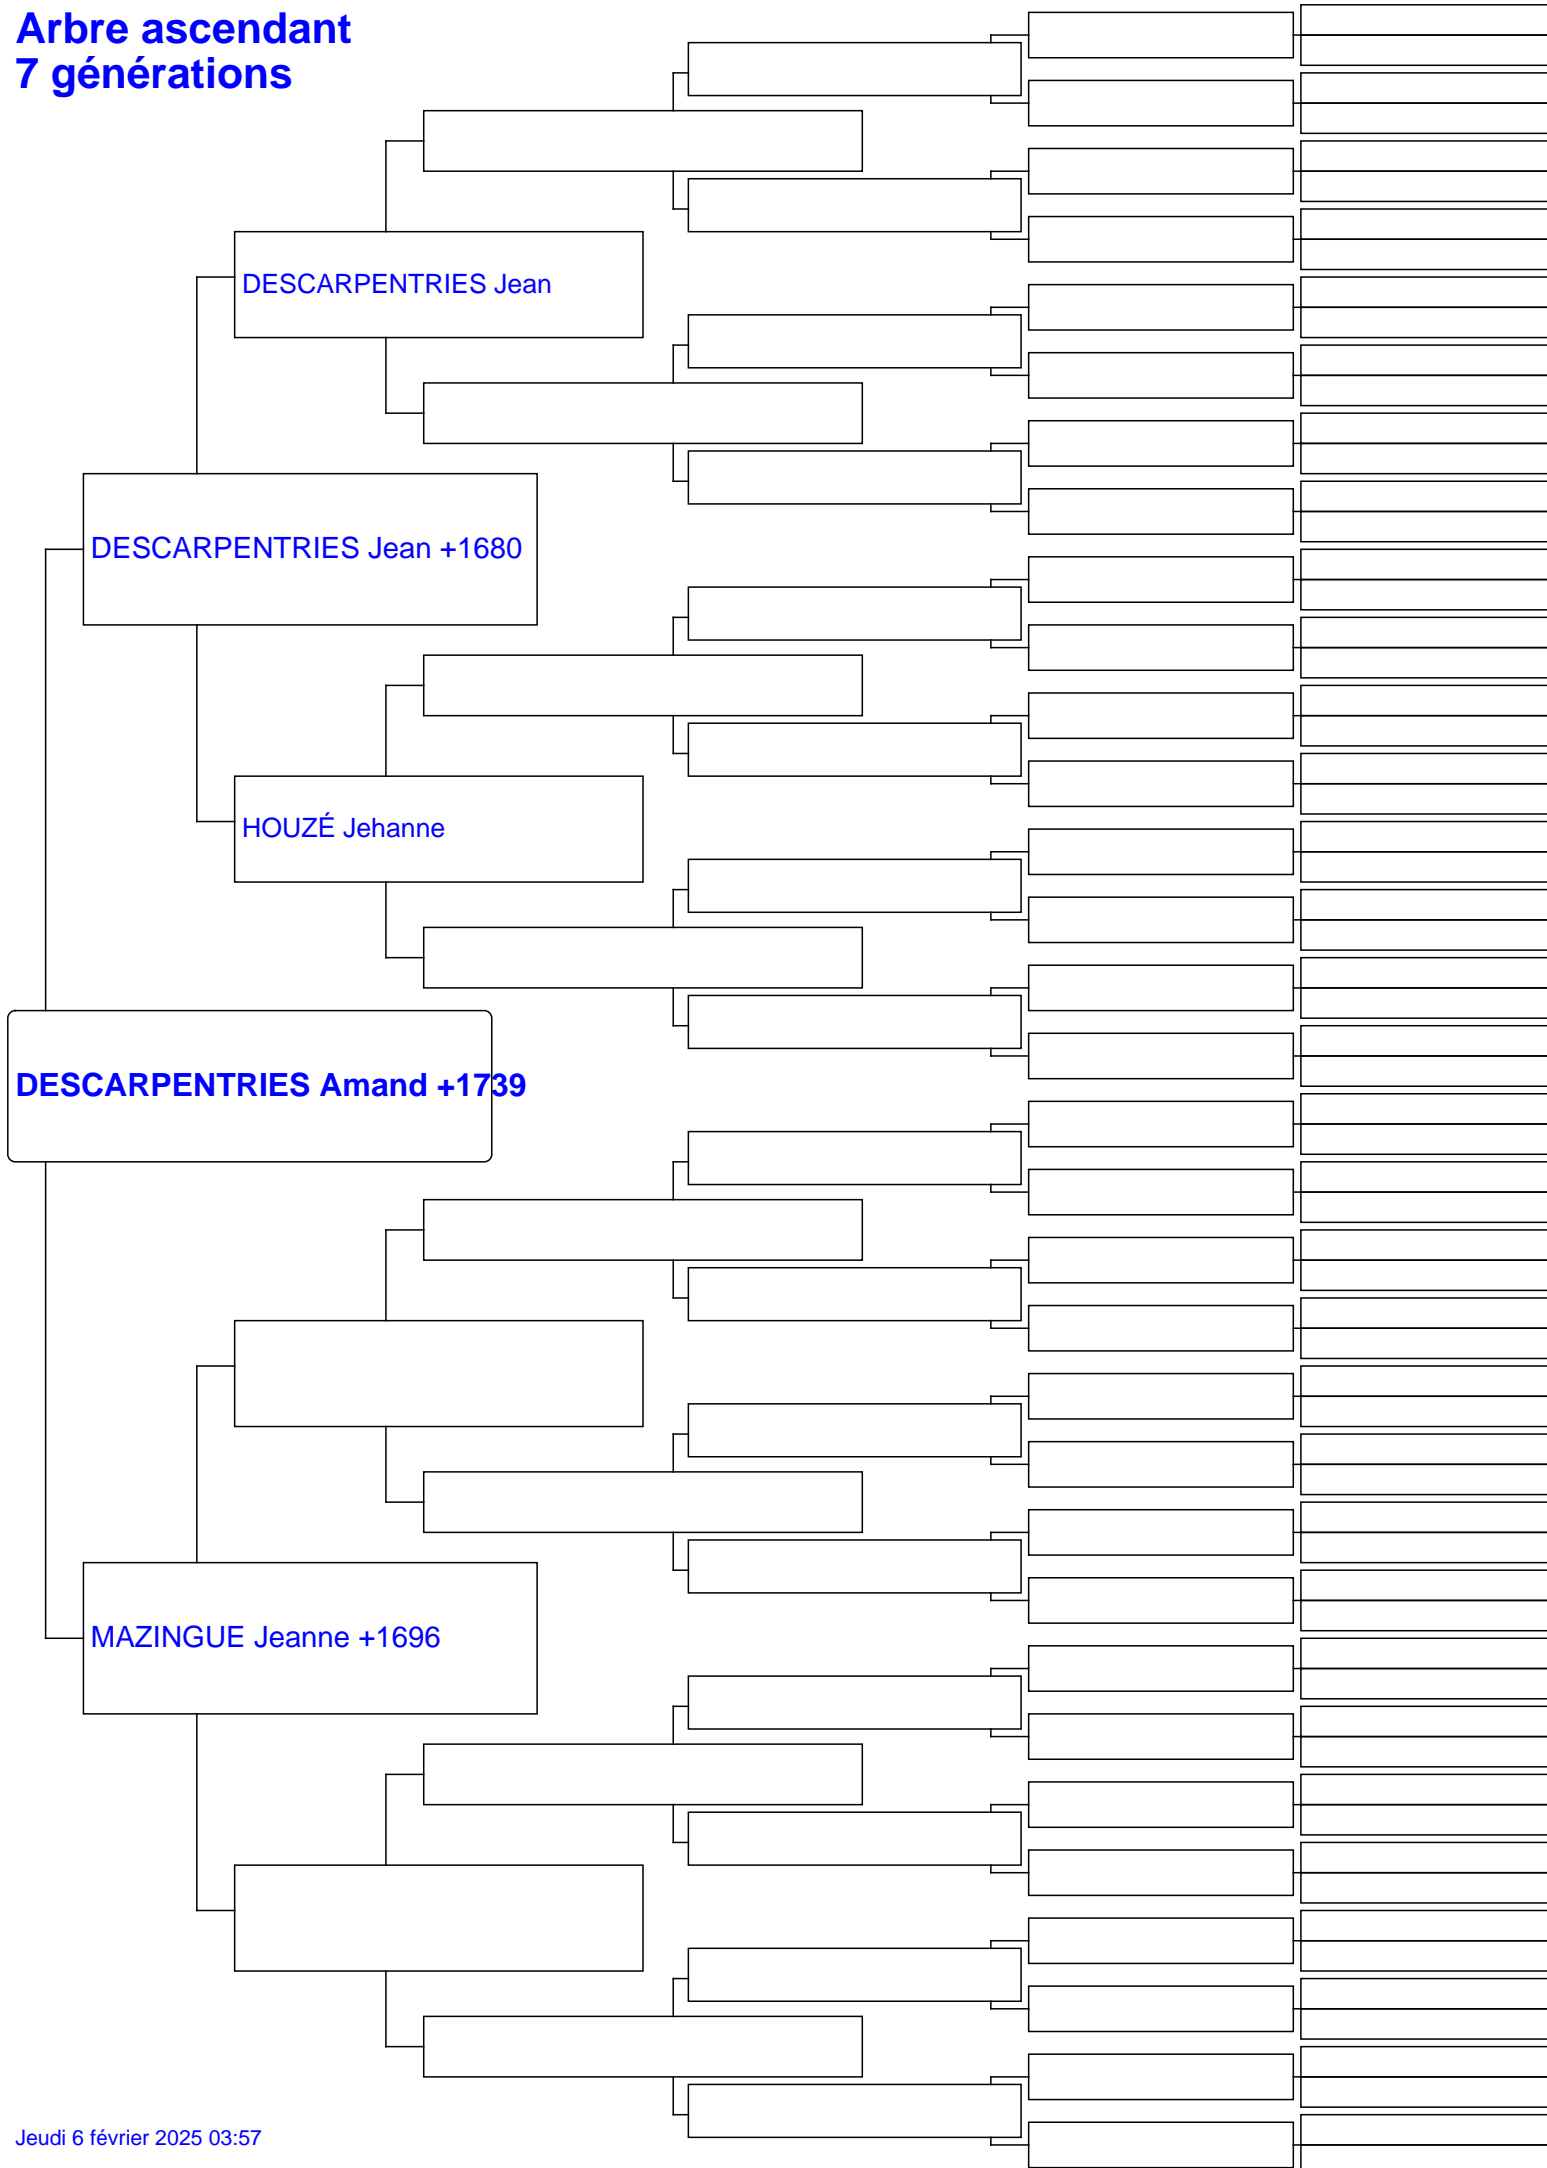 Arbre ascendant
7 générations
DESCARPENTRIES Jean
DESCARPENTRIES Jean +1680
HOUZÉ Jehanne
DESCARPENTRIES Amand +1739
MAZINGUE Jeanne +1696
Jeudi 6 février 2025 03:57